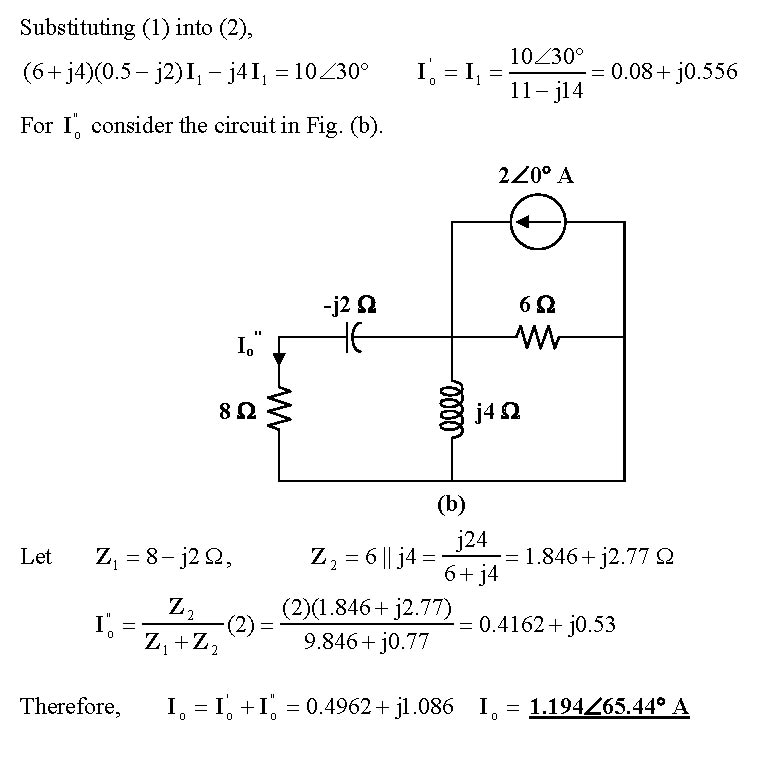 Substituting (1) into (2),
(6 + j4)(0.5 − j2) I₁ − j4 I₁ = 10∠30° I'ₒ = I₁ = 10∠30° / 11 − j14 = 0.08 + j0.556
For I"ₒ consider the circuit in Fig. (b).
2∠0° A
-j2 Ω 6 Ω
Iₒ"
8 Ω j4 Ω
(b)
Let Z₁ = 8 − j2 Ω, Z₂ = 6 || j4 = j24 / 6 + j4 = 1.846 + j2.77 Ω
I"ₒ = Z₂ / Z₁ + Z₂ (2) = (2)(1.846 + j2.77) / 9.846 + j0.77 = 0.4162 + j0.53
Therefore, Iₒ = I'ₒ + I"ₒ = 0.4962 + j1.086 Iₒ = 1.194∠65.44° A